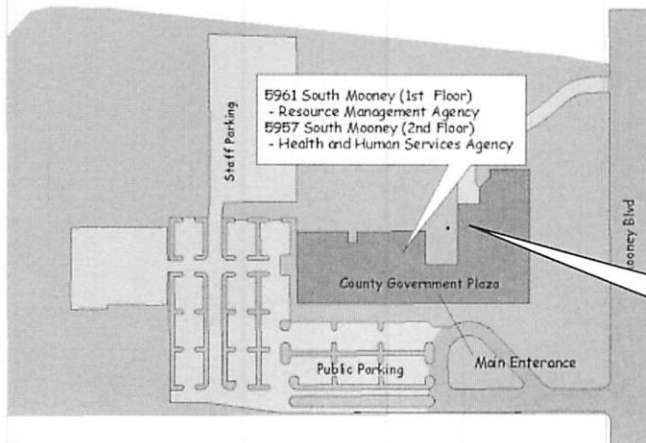 5961 South Mooney (1st Floor)
- Resource Management Agency
5957 South Mooney (2nd Floor)
- Health and Human Services Agency
Staff Parking
Mooney Blvd
County Government Plaza
Main Enterance
Public Parking